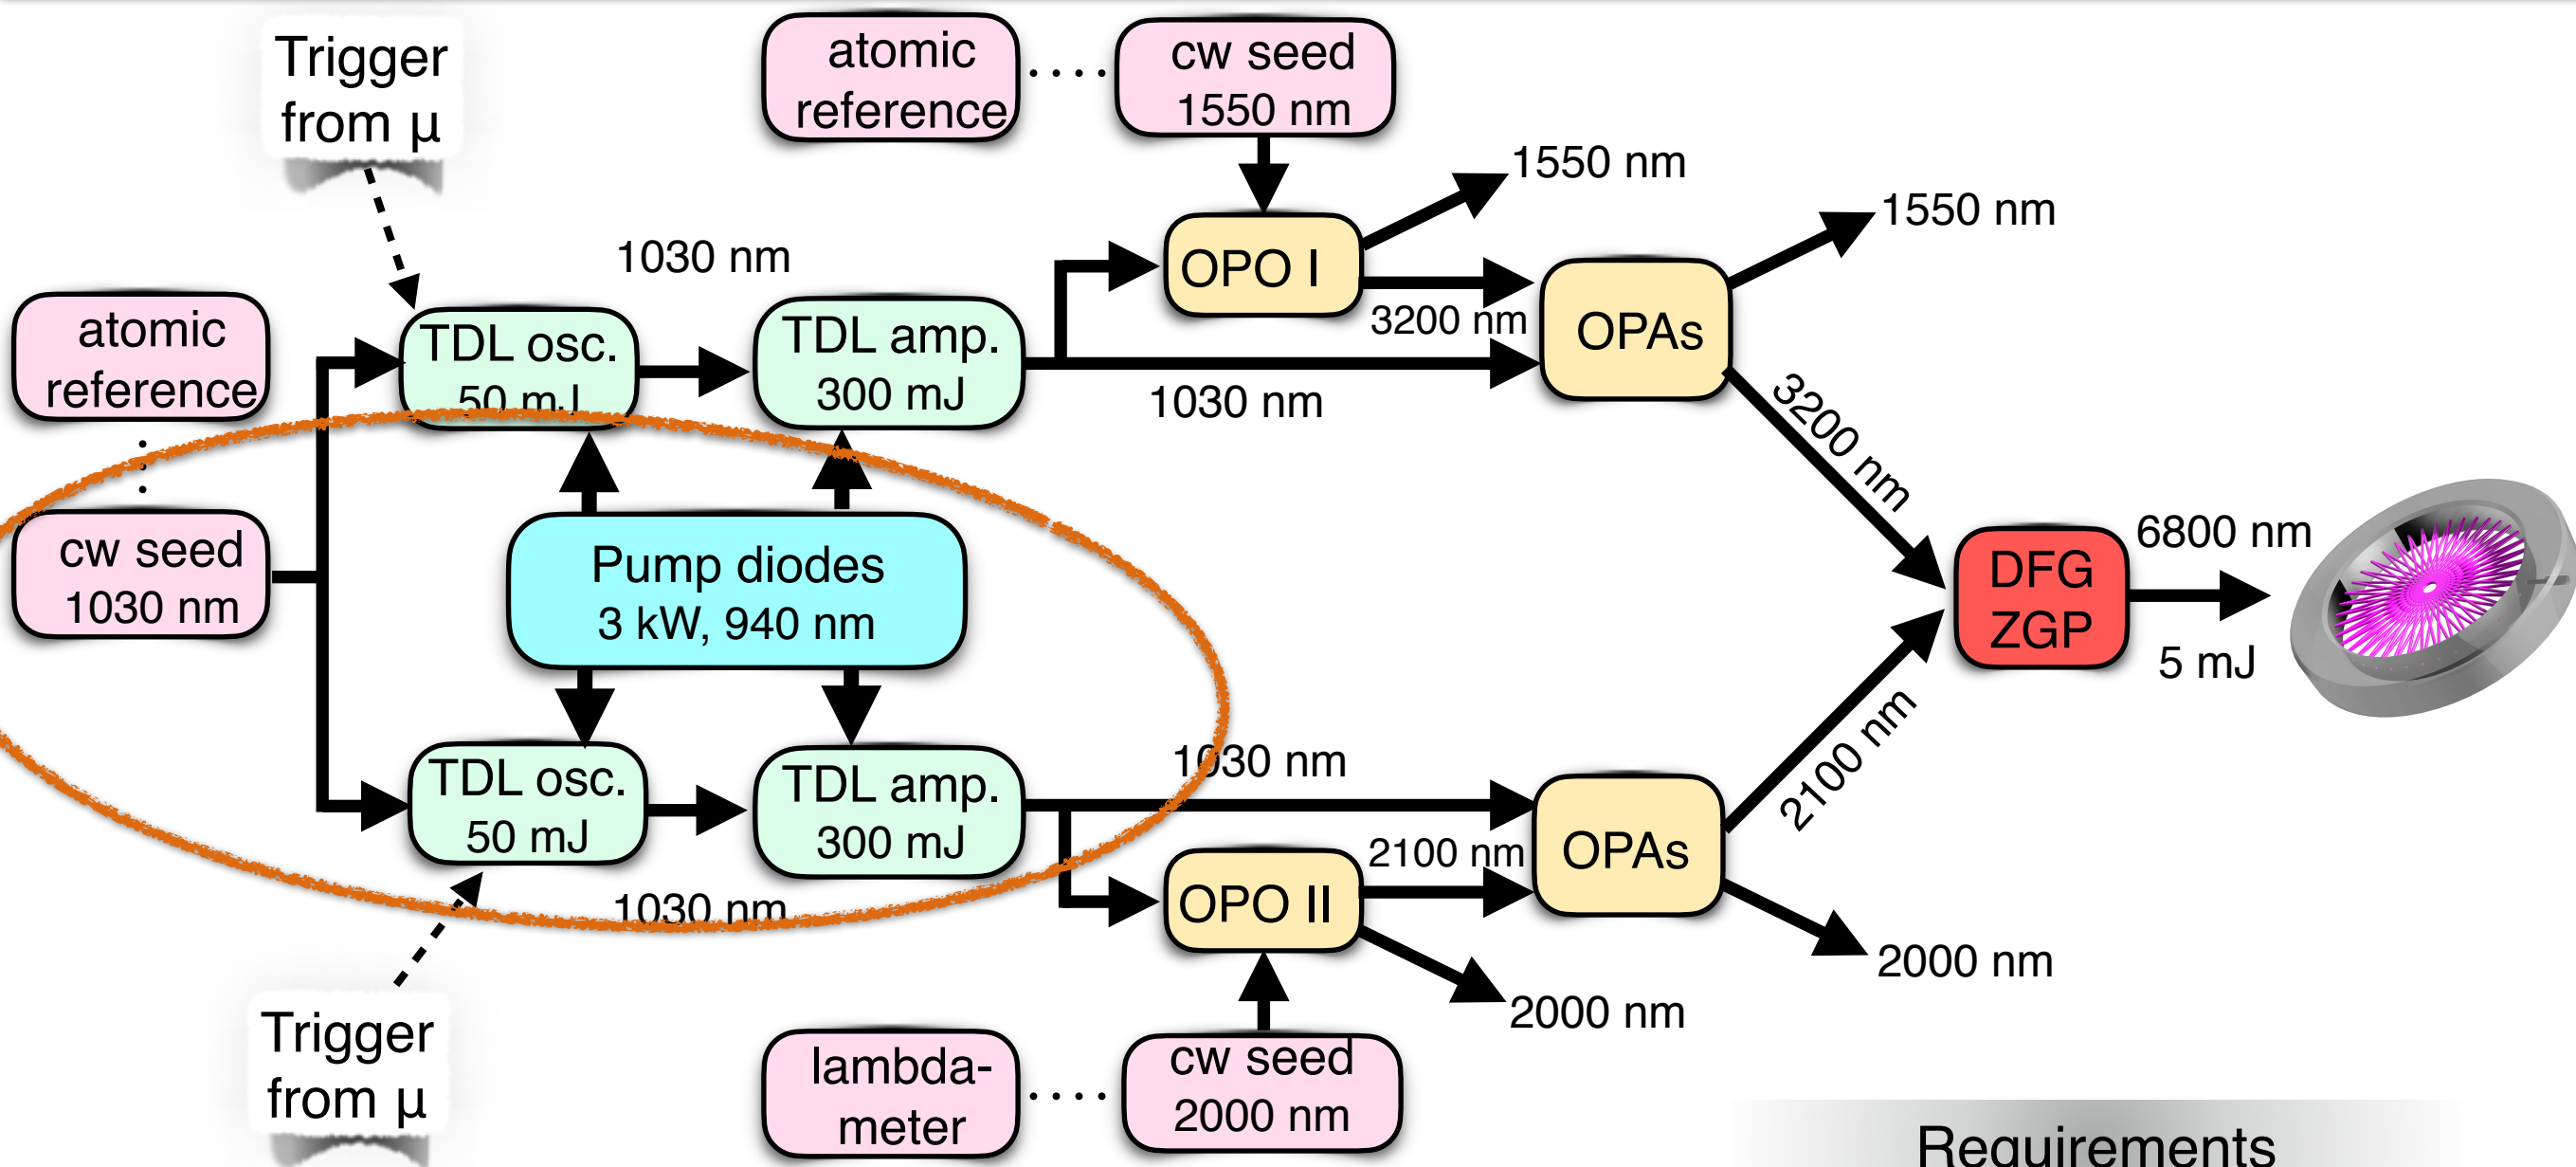 Trigger
from μ
atomic
reference
cw seed
1550 nm
1550 nm
1550 nm
1030 nm
OPO I
3200 nm
OPAs
atomic
reference
TDL osc.
50 mJ
TDL amp.
300 mJ
1030 nm
3200 nm
cw seed
1030 nm
Pump diodes
3 kW, 940 nm
DFG
ZGP
6800 nm
5 mJ
TDL osc.
50 mJ
TDL amp.
300 mJ
1030 nm
2100 nm
2100 nm
OPAs
1030 nm
OPO II
2000 nm
2000 nm
Trigger
from μ
lambda-
meter
cw seed
2000 nm
Requirements